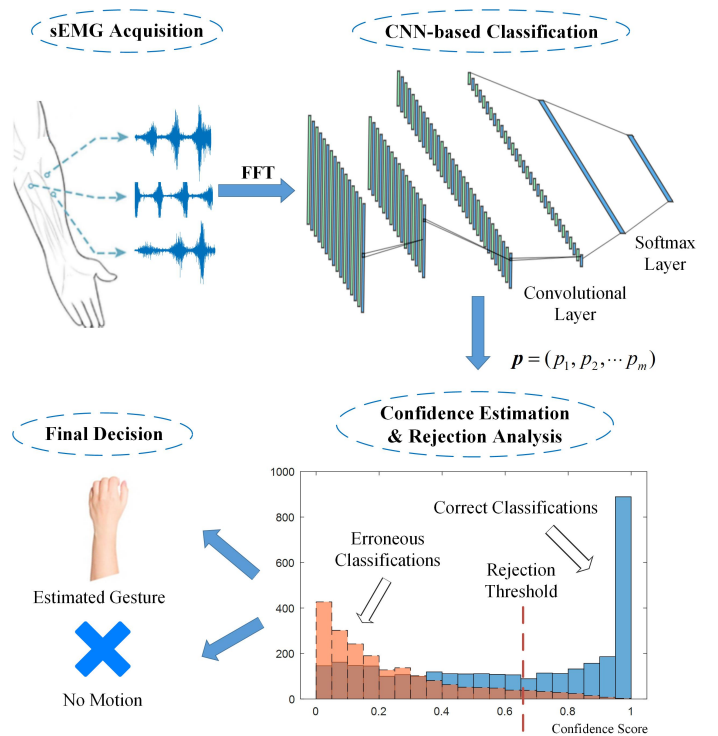 sEMG Acquisition
CNN-based Classification
FFT
Softmax
Layer
Convolutional
Layer
p = ( p1, p2, ··· pm)
Confidence Estimation
& Rejection Analysis
Final Decision
1000
800
600
400
200
0
Correct Classifications
Erroneous
Classifications
Rejection
Threshold
0
0.2
0.4
0.6
0.8
1
Confidence Score
Estimated Gesture
No Motion